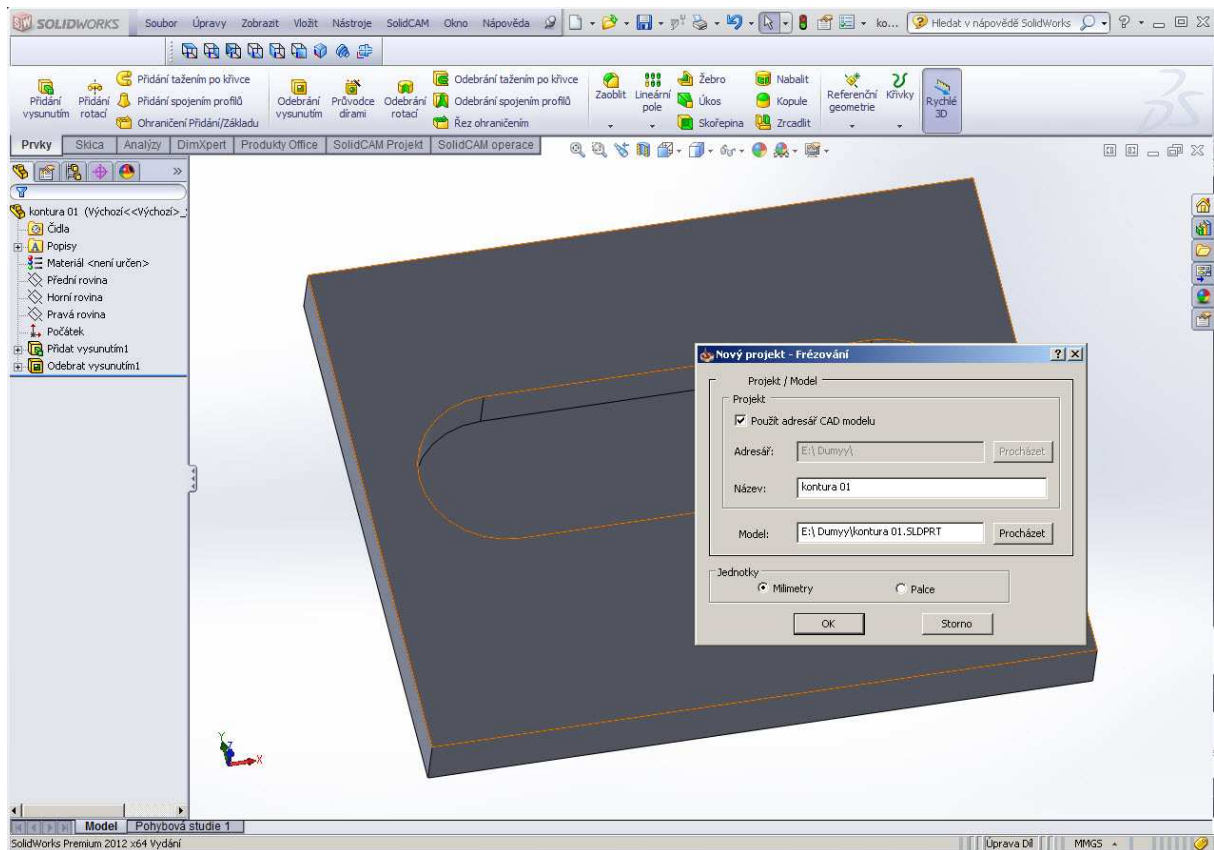 SOLIDWORKS Soubor Úpravy Zobrazit Vložit Nástroje SolidCAM Okno Nápověda ko... Hledat v nápovědě SolidWorks
Přidání vysunutím
Přidání rotací
Přidání tažením po křivce
Přidání spojením profilů
Ohraničení Přidání/Základu
Odebrání vysunutím
Průvodce dírami
Odebrání rotací
Odebrání tažením po křivce
Odebrání spojením profilů
Řez ohraničením
Zaoblit
Lineární pole
Žebro
Úkos
Skořepina
Nabalit
Kopule
Zrcadlit
Referenční geometrie
Křivky
Rychlé 3D
Prvky Skica Analýzy DimXpert Produkty Office SolidCAM Projekt SolidCAM operace
kontura 01 (Výchozí<<Výchozí>_
Čidla
Popisy
Materiál <není určen>
Přední rovina
Horní rovina
Pravá rovina
Počátek
Přidat vysunutím1
Odebrat vysunutím1
Nový projekt - Frézování
Projekt / Model
Projekt
Použít adresář CAD modelu
Adresář: E:\ Dumyy\ Procházet
Název: kontura 01
Model: E:\ Dumyy\kontura 01.SLDPRT Procházet
Jednotky
Milimetry Palce
OK Storno
Y Z X
Model Pohybová studie 1
SolidWorks Premium 2012 x64 Vydání Úprava Díl MMGS